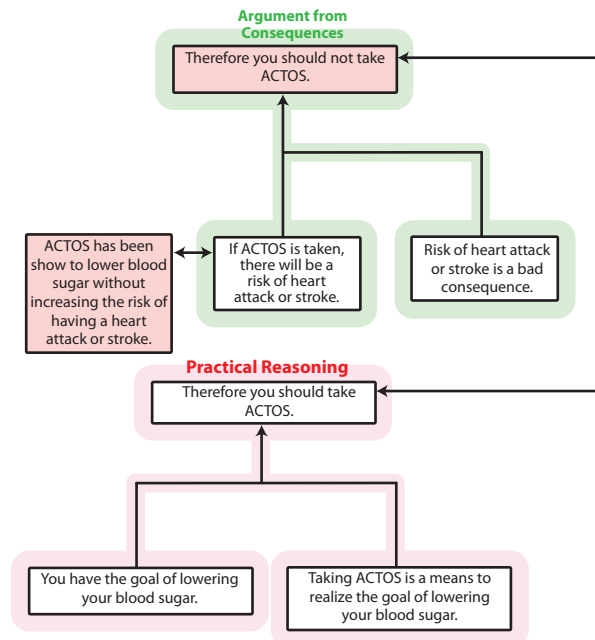 Argument from
Consequences
Therefore you should not take
ACTOS.
ACTOS has been
show to lower blood
sugar without
increasing the risk of
having a heart
attack or stroke.
If ACTOS is taken,
there will be a
risk of heart
attack or stroke.
Risk of heart attack
or stroke is a bad
consequence.
Practical Reasoning
Therefore you should take
ACTOS.
You have the goal of lowering
your blood sugar.
Taking ACTOS is a means to
realize the goal of lowering
your blood sugar.